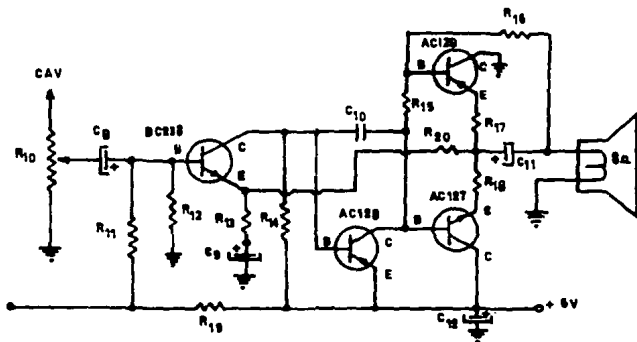 R16
AC128
CAV
B
C
C10
R15
E
R17
C8
BC238
R20
+
C11
8Ω
R10
+
B
C
E
R18
AC127
R12
R13
R14
AC128
B
E
R11
C9
+
B
C
E
C
+ 6V
R19
C12
+